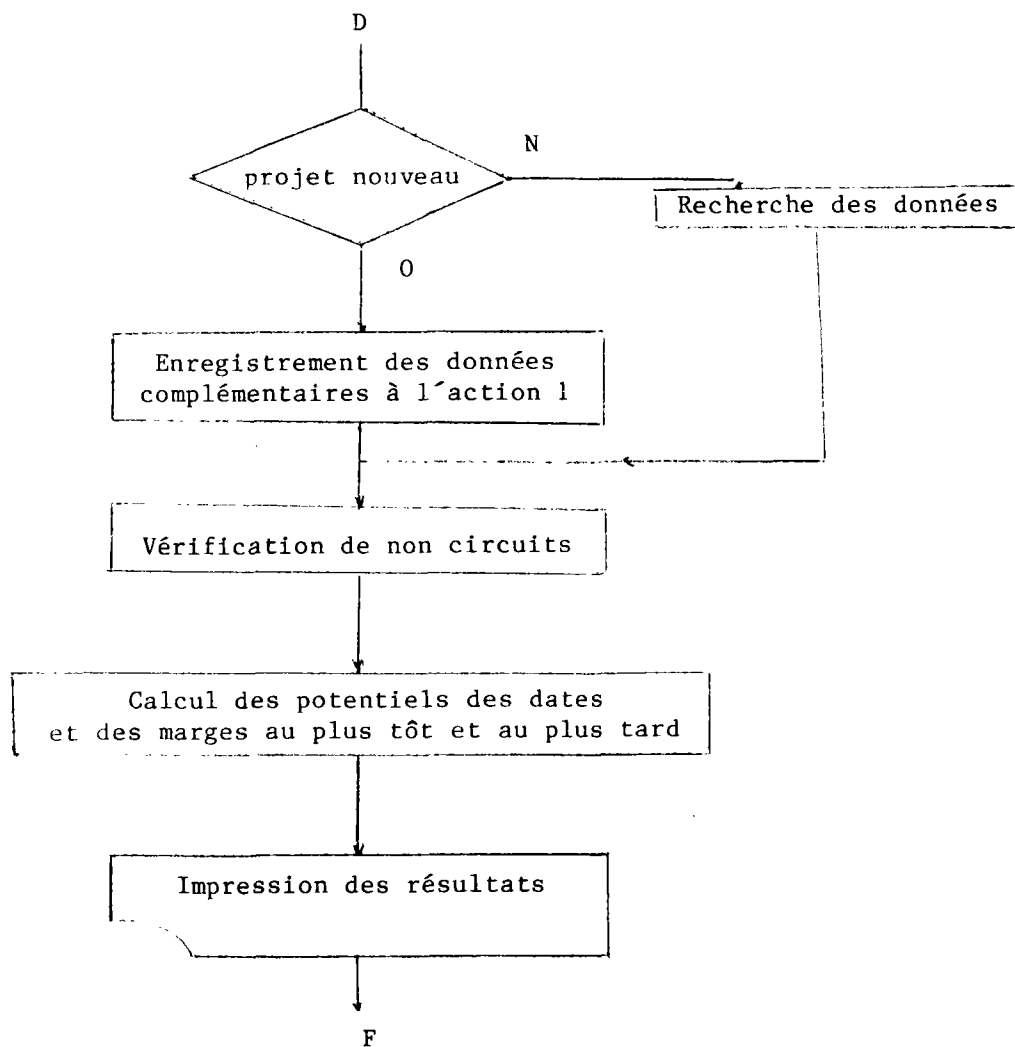 D
N
projet nouveau
Recherche des données
O
Enregistrement des données
complémentaires à l'action 1
Vérification de non circuits
Calcul des potentiels des dates
et des marges au plus tôt et au plus tard
Impression des résultats
F